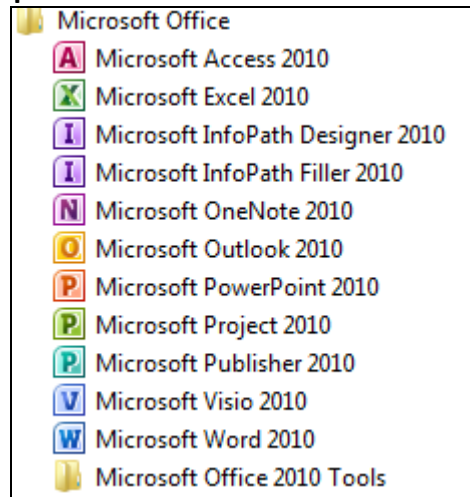 Microsoft Office
A Microsoft Access 2010
X Microsoft Excel 2010
I Microsoft InfoPath Designer 2010
I Microsoft InfoPath Filler 2010
N Microsoft OneNote 2010
O Microsoft Outlook 2010
P Microsoft PowerPoint 2010
P Microsoft Project 2010
P Microsoft Publisher 2010
V Microsoft Visio 2010
W Microsoft Word 2010
Microsoft Office 2010 Tools